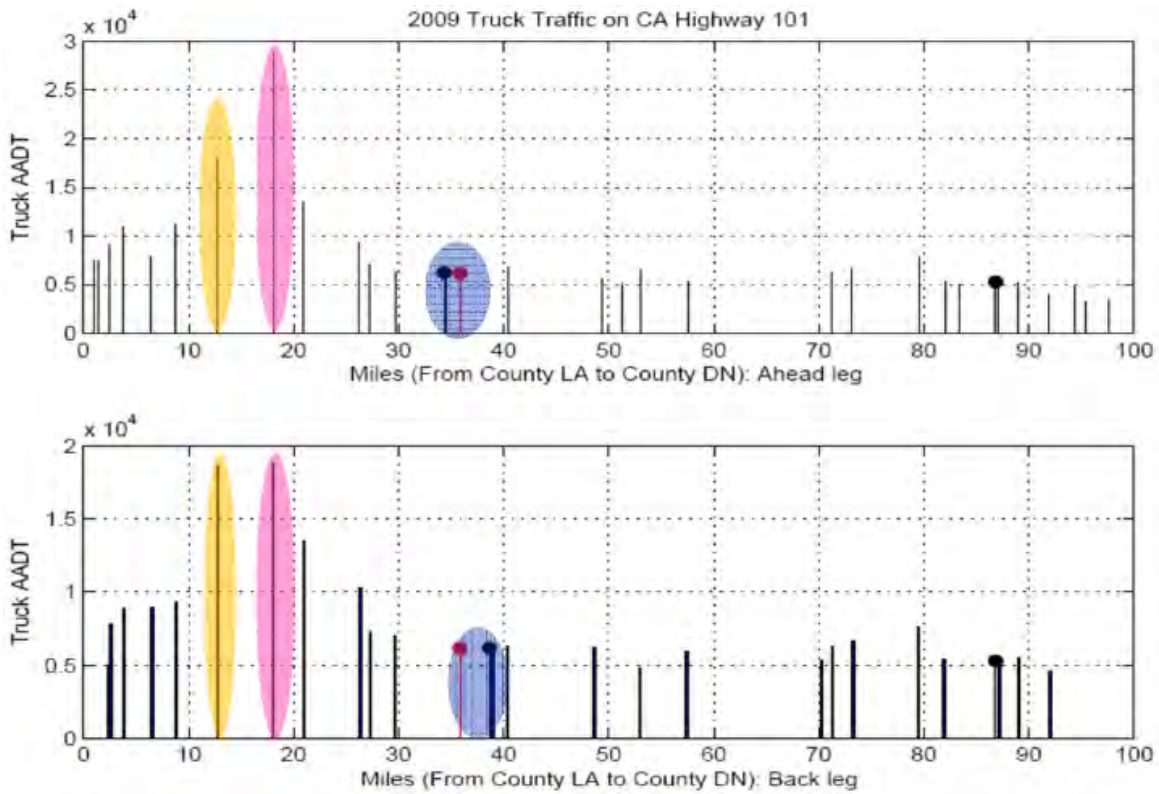 2009 Truck Traffic on CA Highway 101
x 10^4
3
2.5
2
1.5
1
0.5
0
Truck AADT
0 10 20 30 40 50 60 70 80 90 100
Miles (From County LA to County DN): Ahead leg
x 10^4
2
1.5
1
0.5
0
Truck AADT
0 10 20 30 40 50 60 70 80 90 100
Miles (From County LA to County DN): Back leg